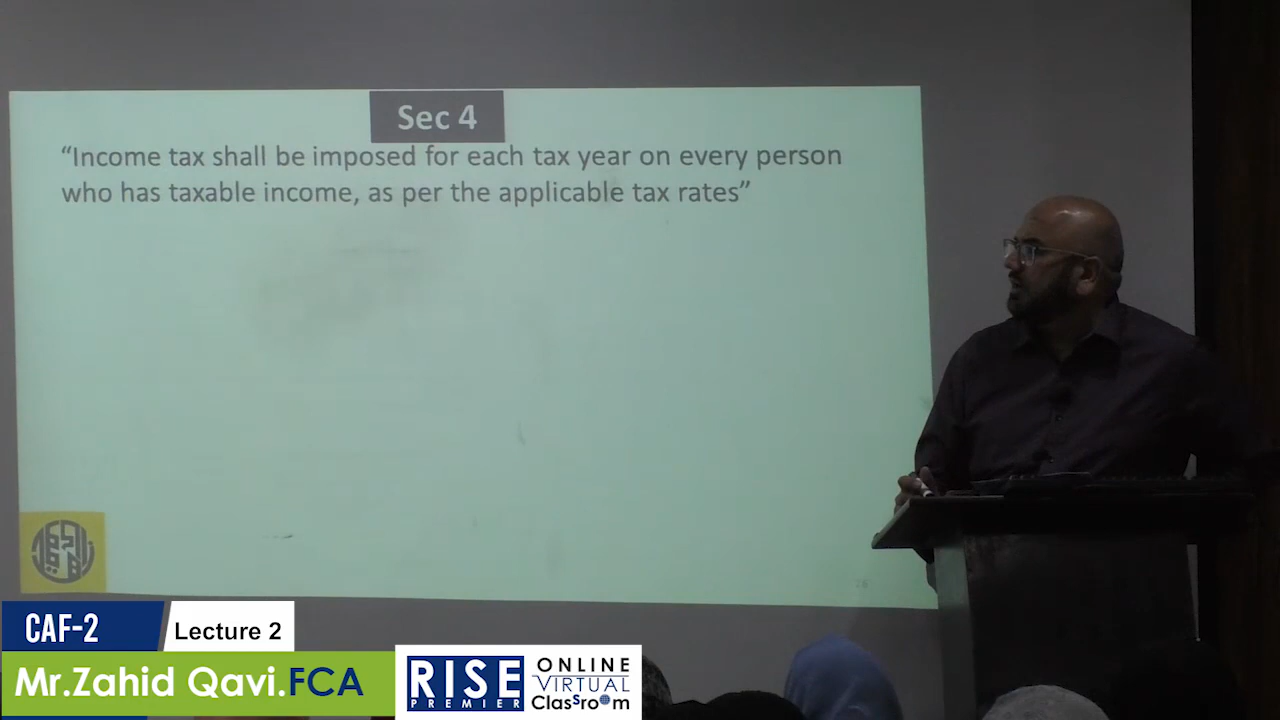 Sec 4
“Income tax shall be imposed for each tax year on every person
who has taxable income, as per the applicable tax rates”
CAF-2
Lecture 2
Mr.Zahid Qavi.FCA
RISE
PREMIER
ONLINE
VIRTUAL
ClaSsroom